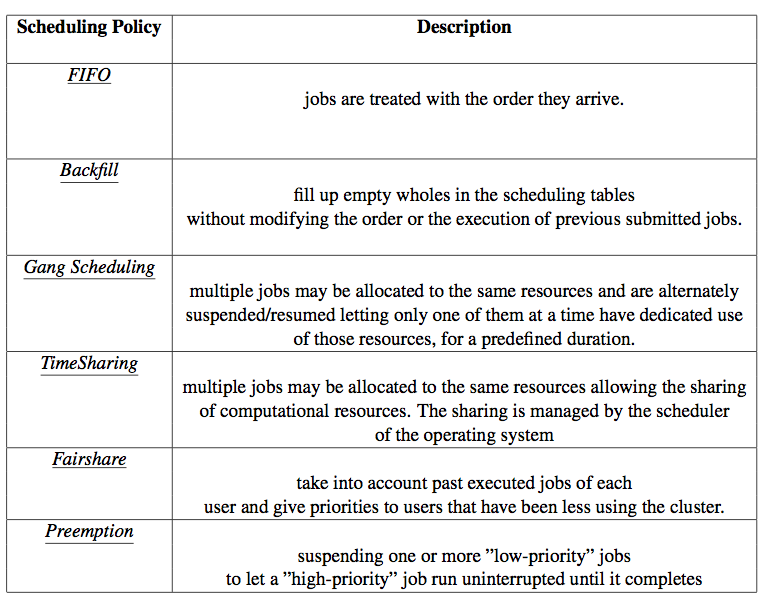 Scheduling Policy Description
FIFO
jobs are treated with the order they arrive.
Backfill
fill up empty wholes in the scheduling tables
without modifying the order or the execution of previous submitted jobs.
Gang Scheduling
multiple jobs may be allocated to the same resources and are alternately
suspended/resumed letting only one of them at a time have dedicated use
of those resources, for a predefined duration.
TimeSharing
multiple jobs may be allocated to the same resources allowing the sharing
of computational resources. The sharing is managed by the scheduler
of the operating system
Fairshare
take into account past executed jobs of each
user and give priorities to users that have been less using the cluster.
Preemption
suspending one or more ”low-priority” jobs
to let a ”high-priority” job run uninterrupted until it completes